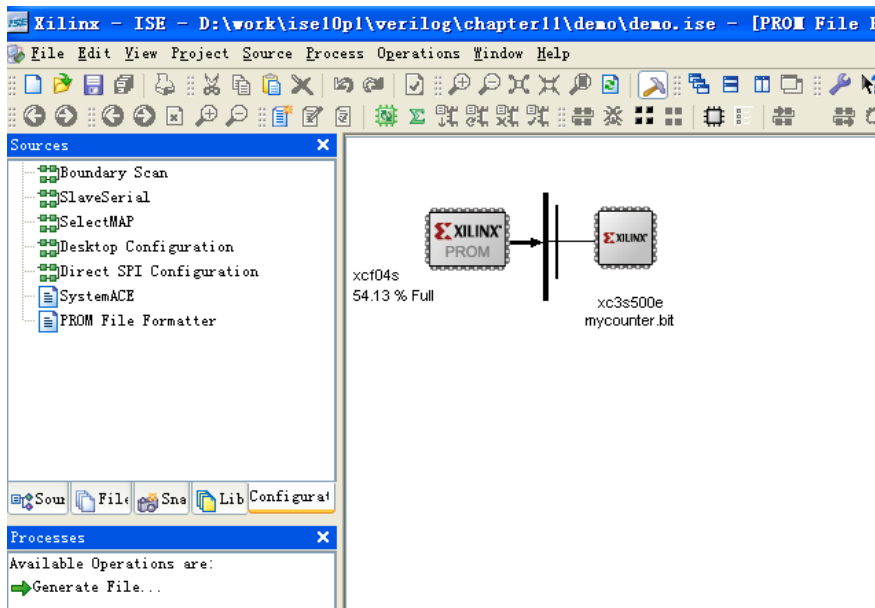 Xilinx - ISE - D:\work\ise10p1\verilog\chapter11\demo\demo.ise - [PROM File
File Edit View Project Source Process Operations Window Help
Sources
Boundary Scan
SlaveSerial
SelectMAP
Desktop Configuration
Direct SPI Configuration
SystemACE
PROM File Formatter
Sour File Sna Lib Configurat
Processes
Available Operations are:
Generate File...
XILINX
PROM
xcf04s
54.13 % Full
XILINX
xc3s500e
mycounter.bit